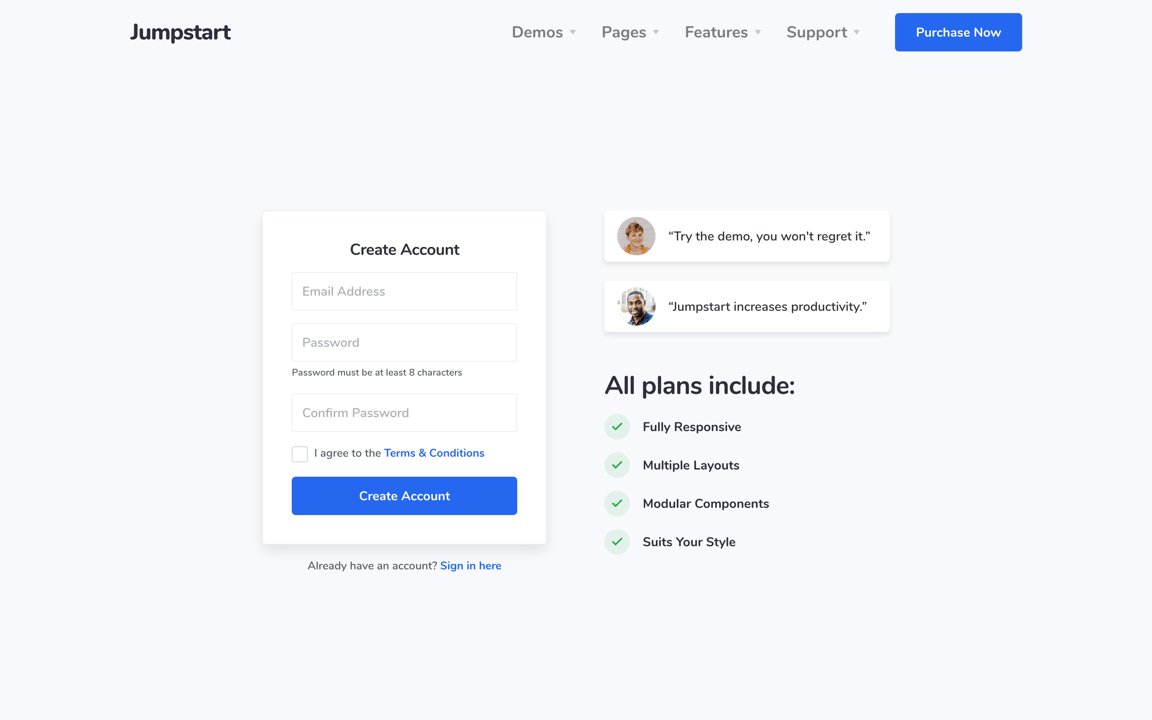 Jumpstart
Demos
Pages
Features
Support
Purchase Now
Create Account
Email Address
Password
Password must be at least 8 characters
Confirm Password
I agree to the Terms & Conditions
Create Account
Already have an account? Sign in here
“Try the demo, you won't regret it.”
“Jumpstart increases productivity.”
All plans include:
Fully Responsive
Multiple Layouts
Modular Components
Suits Your Style